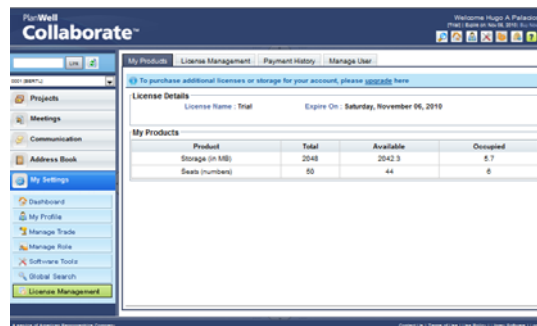 PlanWell
Collaborate™
Welcome Hugo A Palacio
Link
My Products
License Management
Payment History
Manage User
To purchase additional licenses or storage for your account, please upgrade here
License Details
License Name : Trial
Expire On : Saturday, November 06, 2010
My Products
Product Total Available Occupied
Storage (in MB) 2048 2042.3 5.7
Seats (numbers) 50 44 6
Projects
Meetings
Communication
Address Book
My Settings
Dashboard
My Profile
Manage Trade
Manage Role
Software Tools
Global Search
License Management